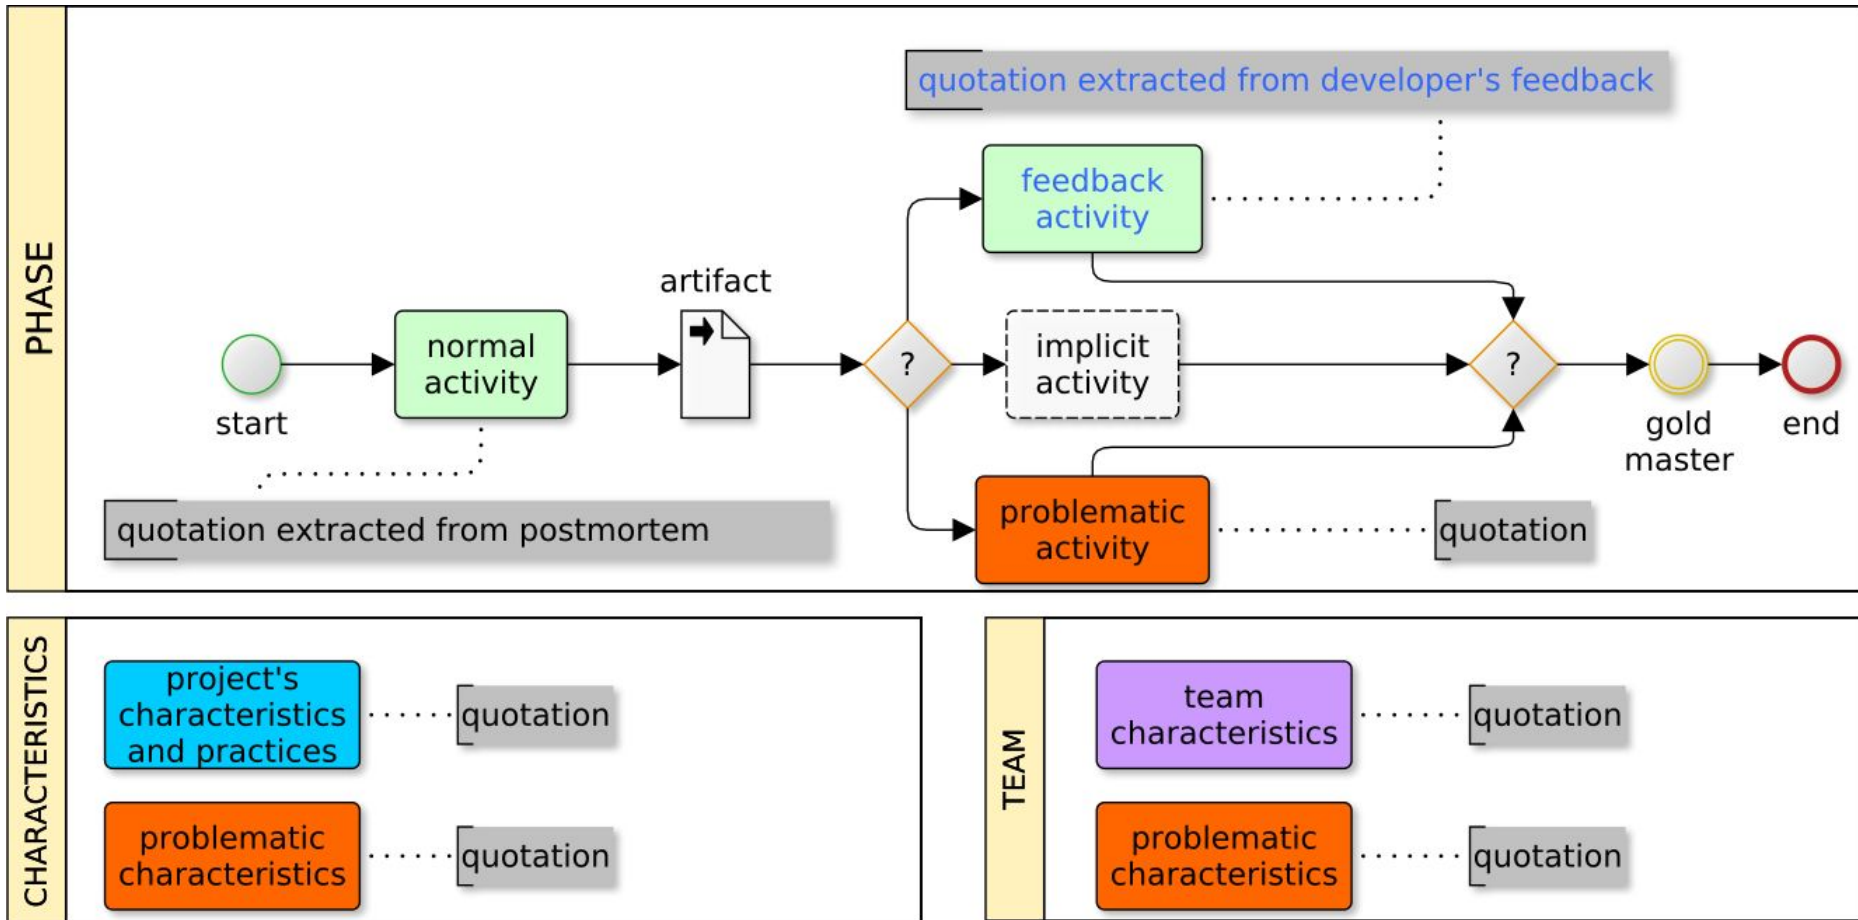 PHASE
quotation extracted from developer's feedback
feedback
activity
artifact
normal
activity
?
implicit
activity
?
start
gold
master
end
problematic
activity
quotation
quotation extracted from postmortem
CHARACTERISTICS
project's
characteristics
and practices
quotation
problematic
characteristics
quotation
TEAM
team
characteristics
quotation
problematic
characteristics
quotation